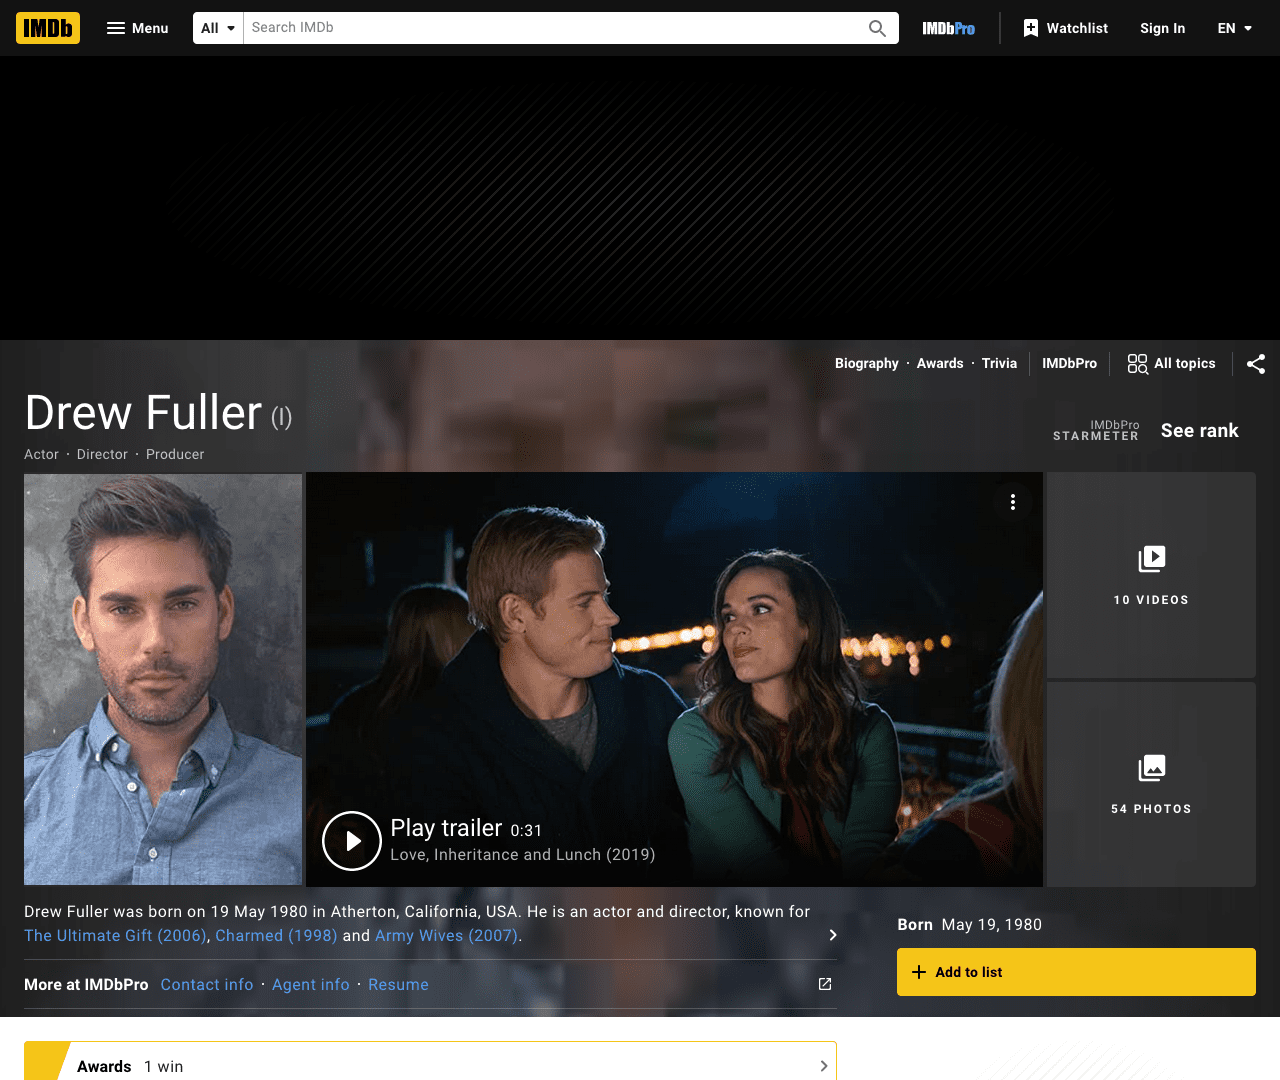 IMDb Menu All Search IMDb IMDbPro Watchlist Sign In EN
Biography · Awards · Trivia IMDbPro All topics
Drew Fuller (I)
Actor · Director · Producer
IMDbPro
STARMETER
See rank
Play trailer 0:31
Love, Inheritance and Lunch (2019)
10 VIDEOS
54 PHOTOS
Drew Fuller was born on 19 May 1980 in Atherton, California, USA. He is an actor and director, known for
The Ultimate Gift (2006), Charmed (1998) and Army Wives (2007).
More at IMDbPro Contact info · Agent info · Resume
Born May 19, 1980
Add to list
Awards 1 win